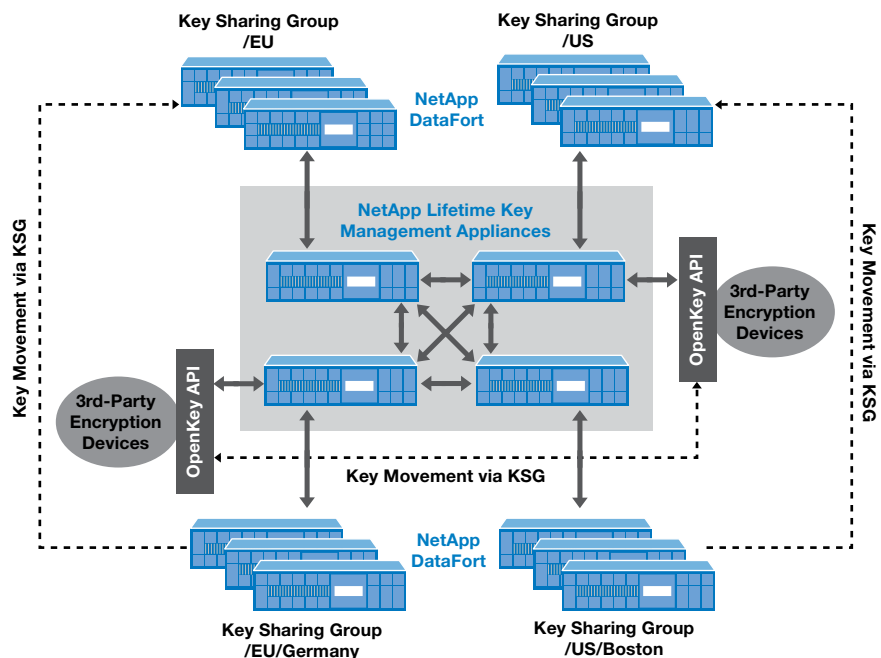 Key Sharing Group
/EU
Key Sharing Group
/US
NetApp
DataFort
NetApp Lifetime Key
Management Appliances
Key Movement via KSG
Key Movement via KSG
OpenKey API
3rd-Party
Encryption
Devices
3rd-Party
Encryption
Devices
OpenKey API
Key Movement via KSG
NetApp
DataFort
Key Sharing Group
/EU/Germany
Key Sharing Group
/US/Boston